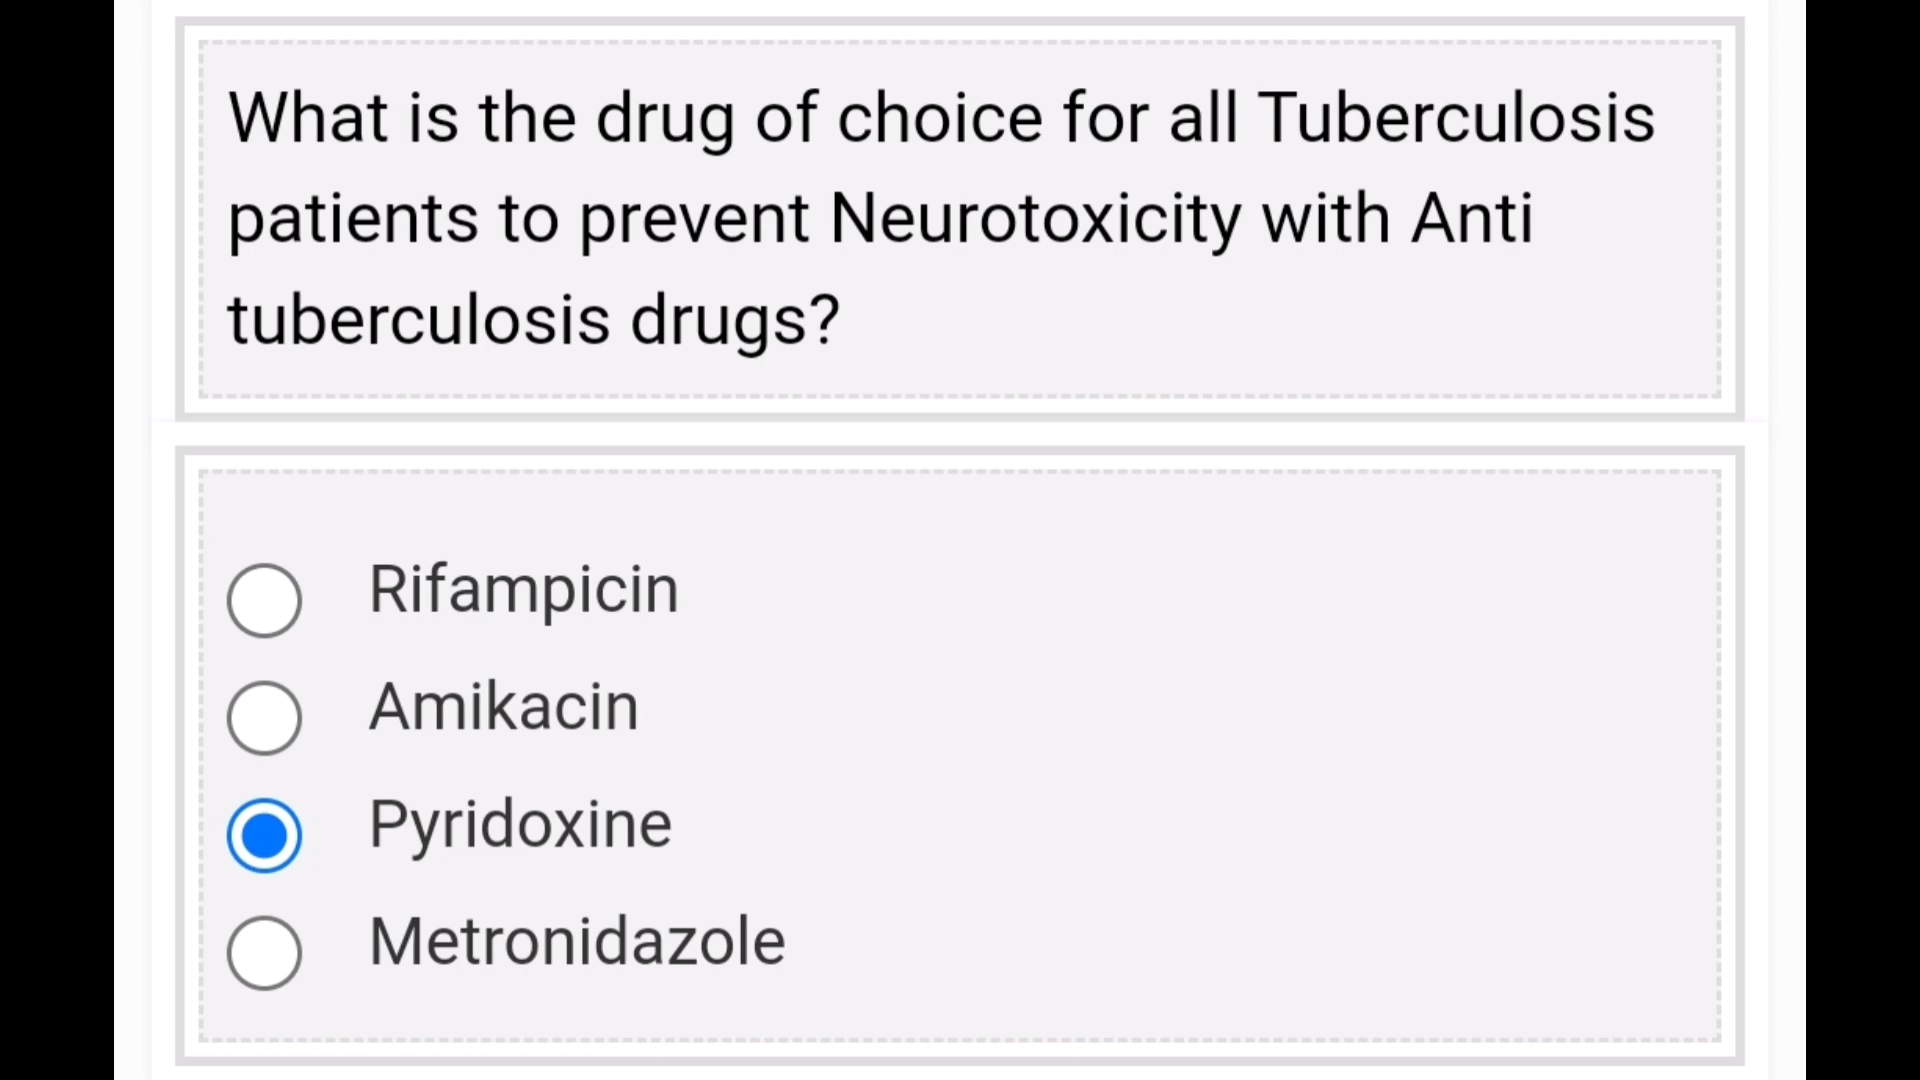 What is the drug of choice for all Tuberculosis
patients to prevent Neurotoxicity with Anti
tuberculosis drugs?
Rifampicin
Amikacin
Pyridoxine
Metronidazole